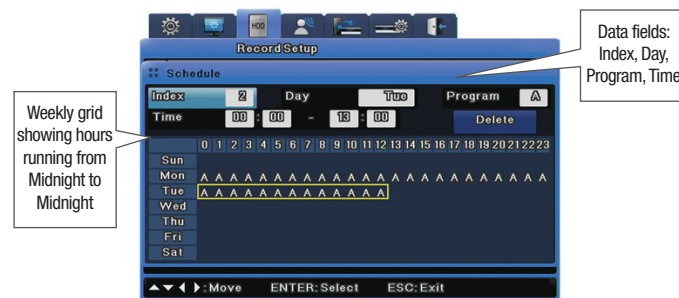 HDD
Record Setup
Schedule
Index 2 Day Tue Program A
Time 00 : 00 - 13 : 00 Delete
0 1 2 3 4 5 6 7 8 9 10 11 12 13 14 15 16 17 18 19 20 21 22 23
Sun
Mon A A A A A A A A A A A A A A A A A A A A A A A A
Tue A A A A A A A A A A A A A
Wed
Thu
Fri
Sat
▲▼◀ ▶:Move ENTER:Select ESC:Exit
Data fields:
Index, Day,
Program, Time
Weekly grid
showing hours
running from
Midnight to
Midnight